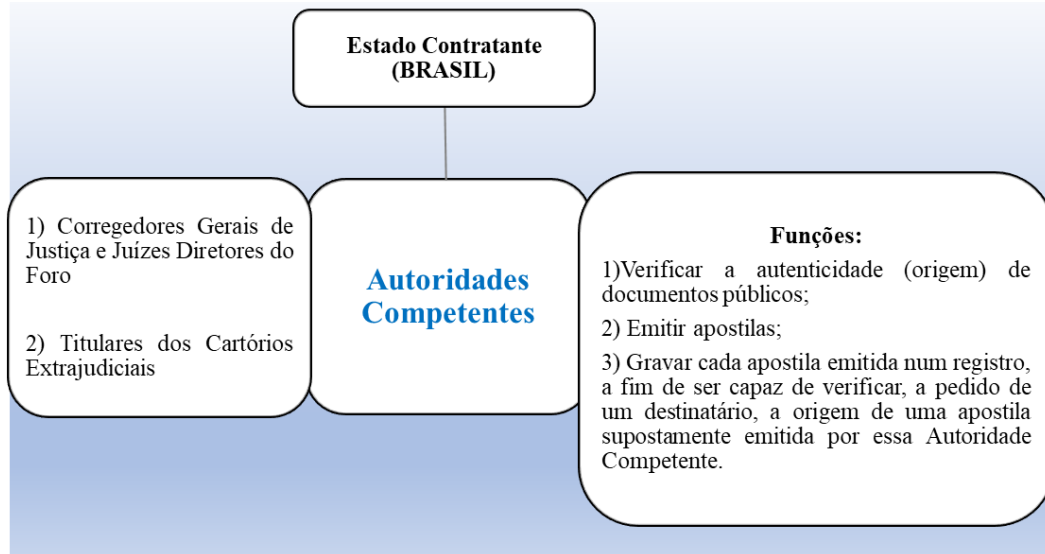 Estado Contratante
(BRASIL)
1) Corregedores Gerais de
Justiça e Juízes Diretores do
Foro
2) Titulares dos Cartórios
Extrajudiciais
Autoridades
Competentes
Funções:
1)Verificar a autenticidade (origem) de
documentos públicos;
2) Emitir apostilas;
3) Gravar cada apostila emitida num registro,
a fim de ser capaz de verificar, a pedido de
um destinatário, a origem de uma apostila
supostamente emitida por essa Autoridade
Competente.